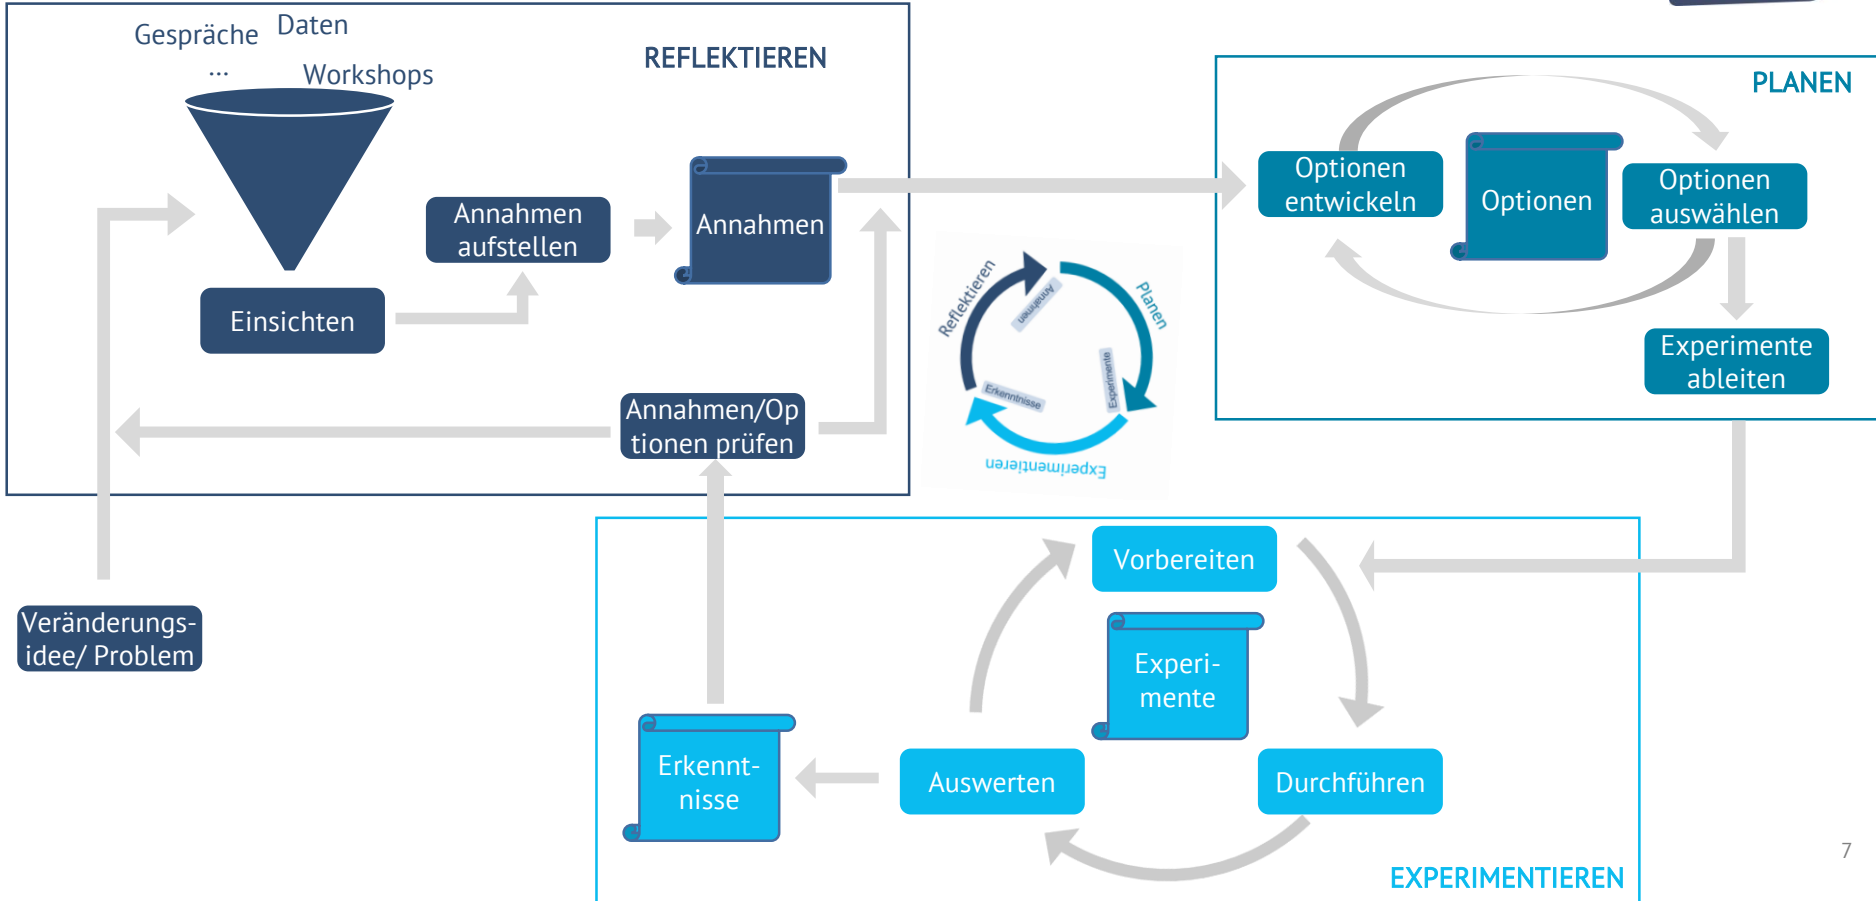 Gespräche
Daten
...
Workshops
REFLEKTIEREN
Annahmen
aufstellen
Annahmen
Einsichten
Annahmen/Op
tionen prüfen
Veränderungs-
idee/ Problem
PLANEN
Optionen
entwickeln
Optionen
Optionen
auswählen
Experimente
ableiten
Reflektieren
Annahmen
Planen
Experimente
Erkenntnisse
Experimentieren
Vorbereiten
Experi-
mente
Erkennt-
nisse
Auswerten
Durchführen
EXPERIMENTIEREN
7